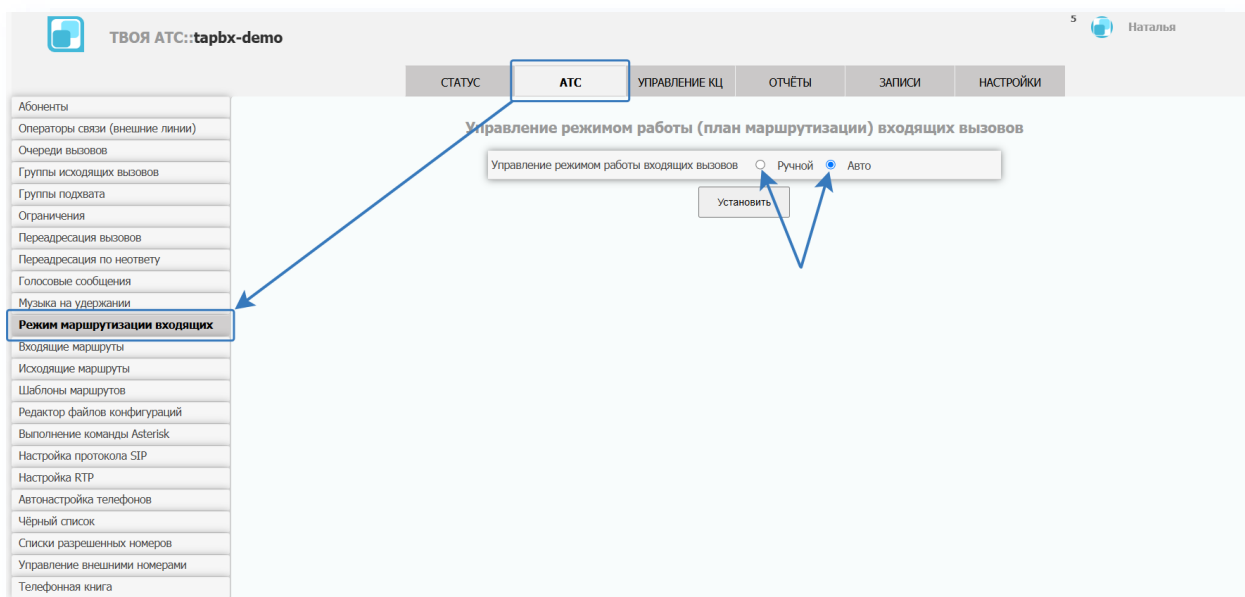 ТВОЯ АТС::tapbx-demo
5 Наталья
СТАТУС АТС УПРАВЛЕНИЕ КЦ ОТЧЁТЫ ЗАПИСИ НАСТРОЙКИ
Абоненты
Операторы связи (внешние линии)
Очереди вызовов
Группы исходящих вызовов
Группы подхвата
Ограничения
Переадресация вызовов
Переадресация по неответу
Голосовые сообщения
Музыка на удержании
Режим маршрутизации входящих
Входящие маршруты
Исходящие маршруты
Шаблоны маршрутов
Редактор файлов конфигураций
Выполнение команды Asterisk
Настройка протокола SIP
Настройка RTP
Автонастройка телефонов
Чёрный список
Списки разрешенных номеров
Управление внешними номерами
Телефонная книга
Управление режимом работы (план маршрутизации) входящих вызовов
Управление режимом работы входящих вызовов Ручной Авто
Установить